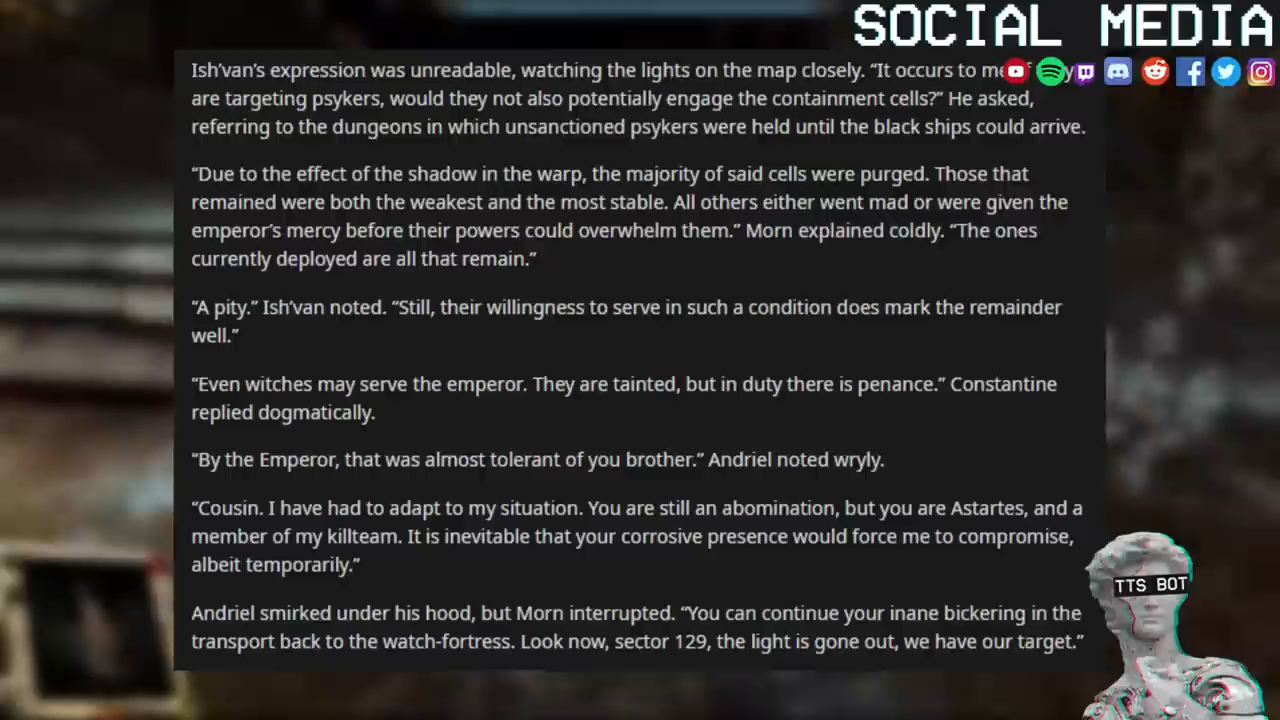 SOCIAL MEDIA
Ish’van’s expression was unreadable, watching the lights on the map closely. “It occurs to me
are targeting psykers, would they not also potentially engage the containment cells?” He asked,
referring to the dungeons in which unsanctioned psykers were held until the black ships could arrive.
“Due to the effect of the shadow in the warp, the majority of said cells were purged. Those that
remained were both the weakest and the most stable. All others either went mad or were given the
emperor’s mercy before their powers could overwhelm them.” Morn explained coldly. “The ones
currently deployed are all that remain.”
“A pity.” Ish’van noted. “Still, their willingness to serve in such a condition does mark the remainder
well.”
“Even witches may serve the emperor. They are tainted, but in duty there is penance.” Constantine
replied dogmatically.
“By the Emperor, that was almost tolerant of you brother.” Andriel noted wryly.
“Cousin. I have had to adapt to my situation. You are still an abomination, but you are Astartes, and a
member of my killteam. It is inevitable that your corrosive presence would force me to compromise,
albeit temporarily.”
Andriel smirked under his hood, but Morn interrupted. “You can continue your inane bickering in the
transport back to the watch-fortress. Look now, sector 129, the light is gone out, we have our target.”
TTS BOT